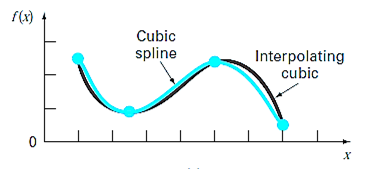 f(x)
Cubic
spline
Interpolating
cubic
0
x